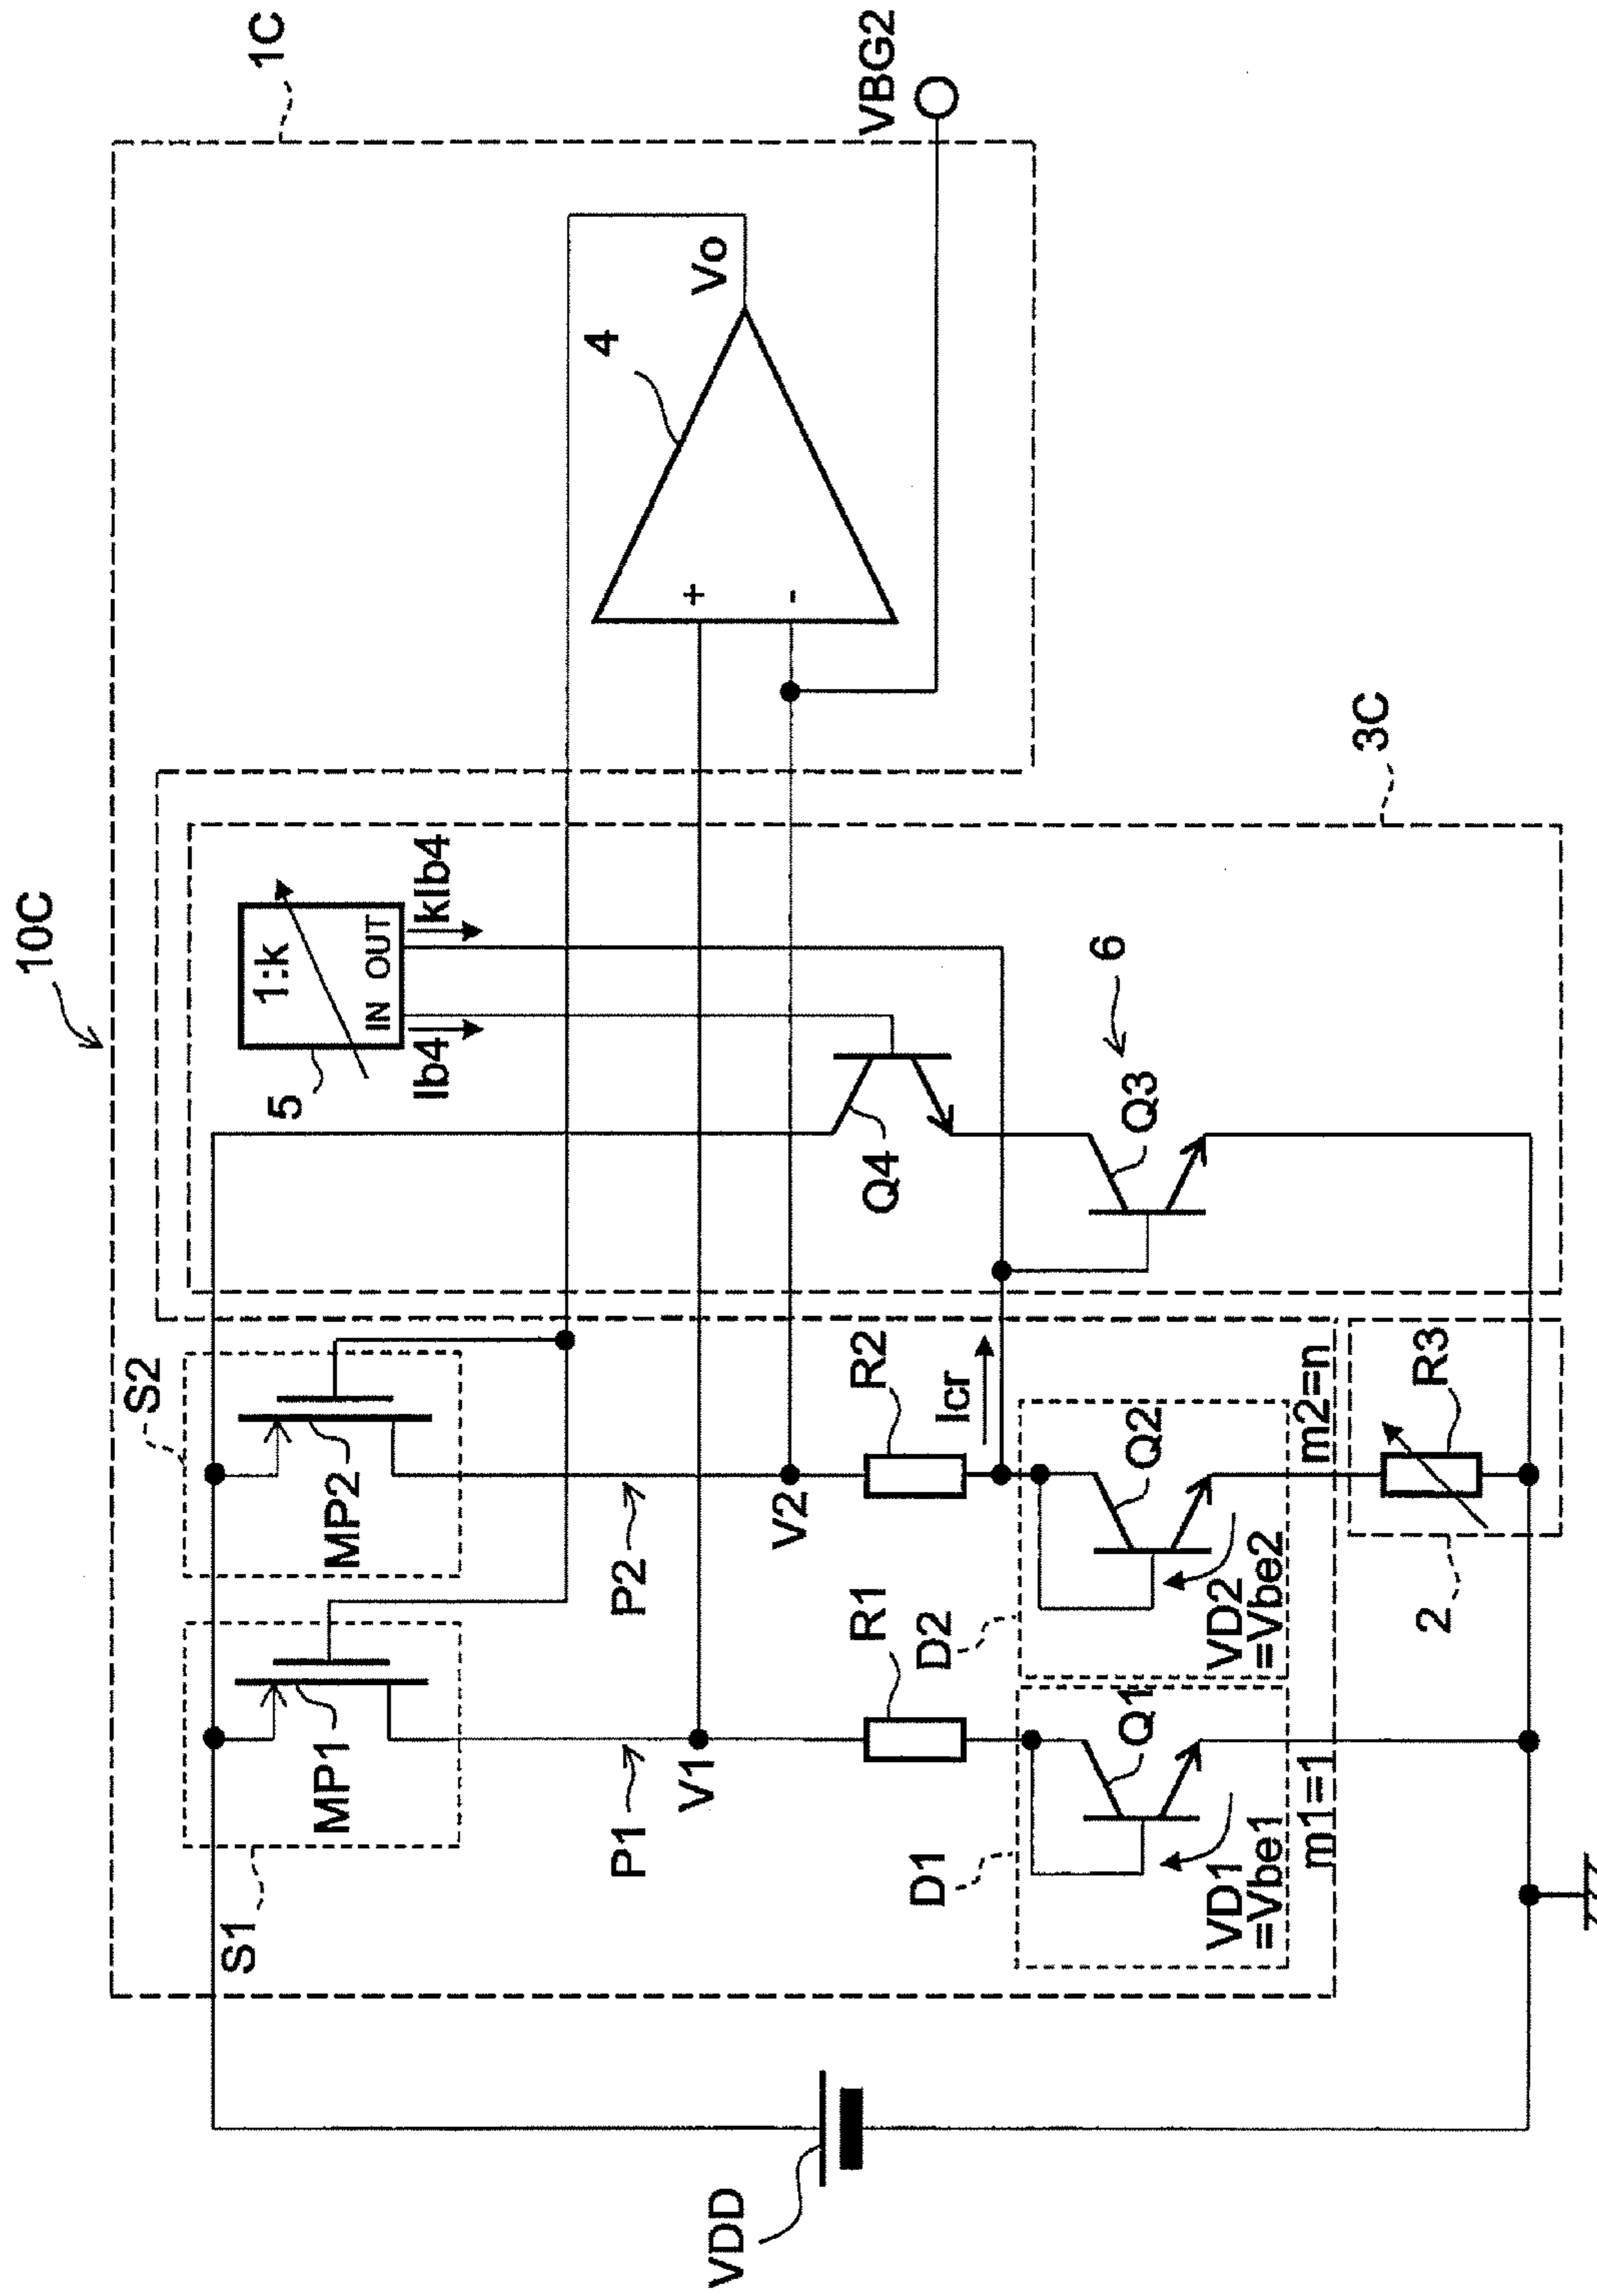 10C
1C
S1
S2
MP1
MP2
5
1:k
IN
OUT
Ib4
kIb4
4
Vo
+
-
P1
P2
V1
V2
VBG2
VDD
R1
R2
Icr
Q4
6
Q3
3C
D1
D2
Q1
Q2
VD1
=Vbe1
VD2
=Vbe2
m1=1
m2=n
R3
2